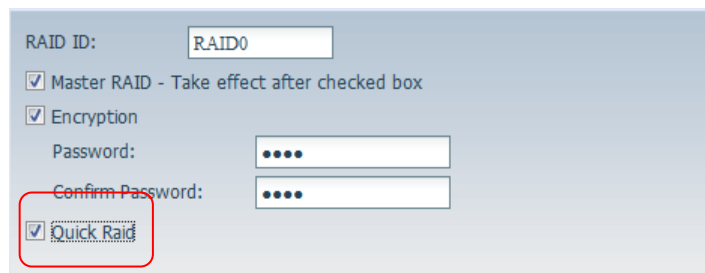 RAID ID: RAID0
Master RAID - Take effect after checked box
Encryption
Password: ••••
Confirm Password: ••••
Quick Raid